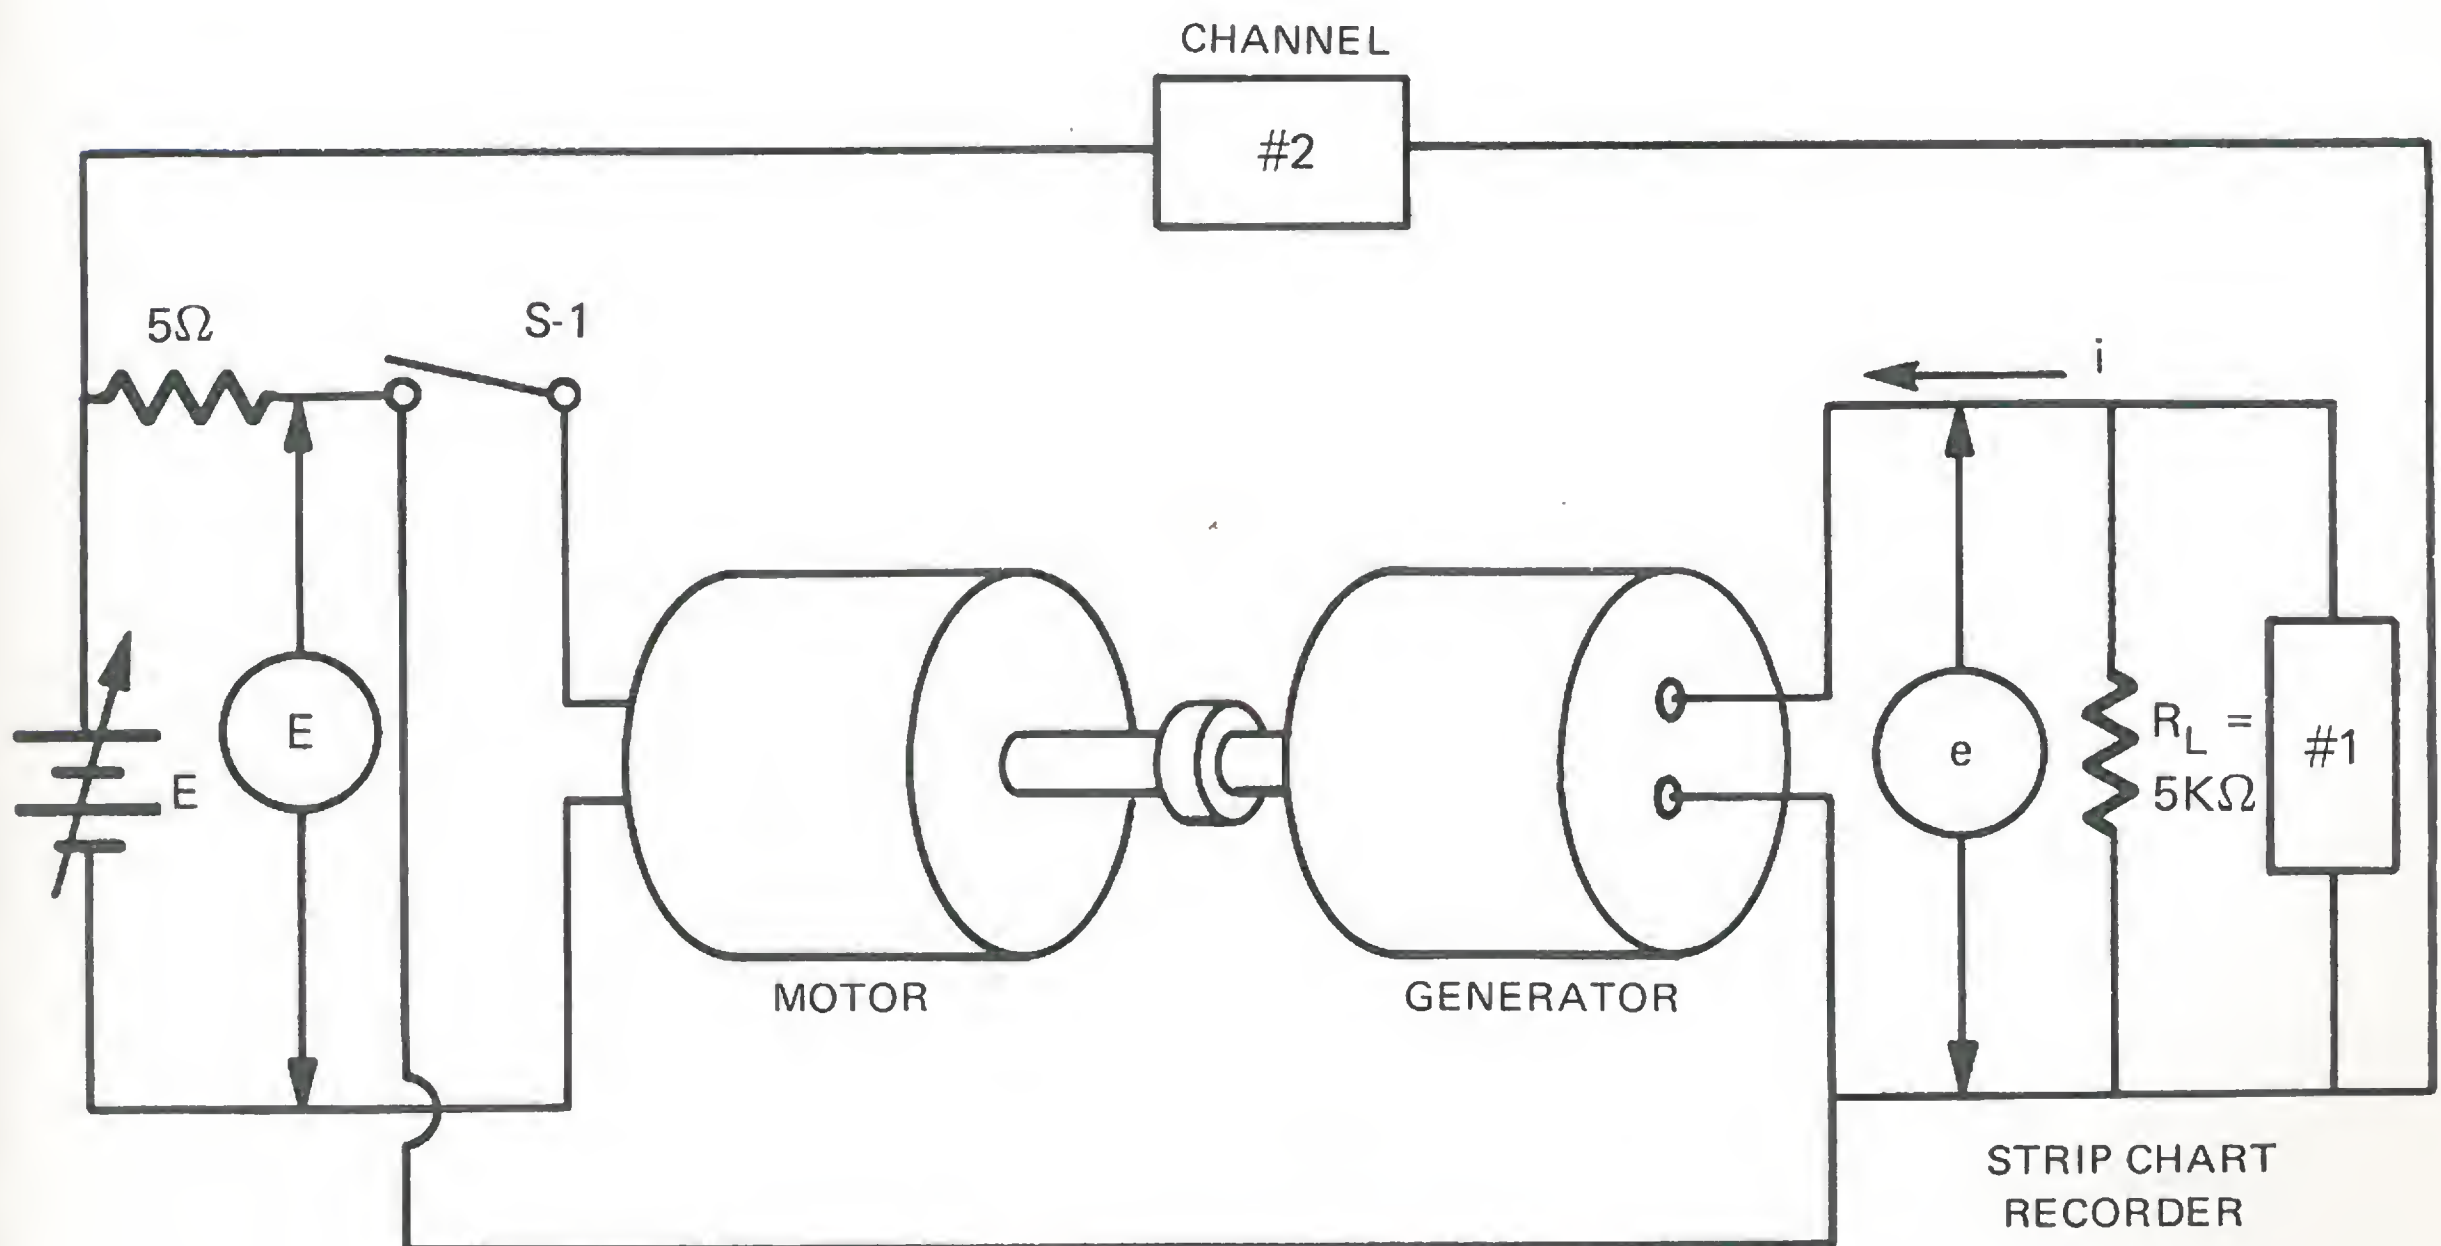 CHANNEL
#2
5Ω
S-1
i
E
E
e
R_L =
5KΩ
#1
MOTOR
GENERATOR
STRIP CHART
RECORDER